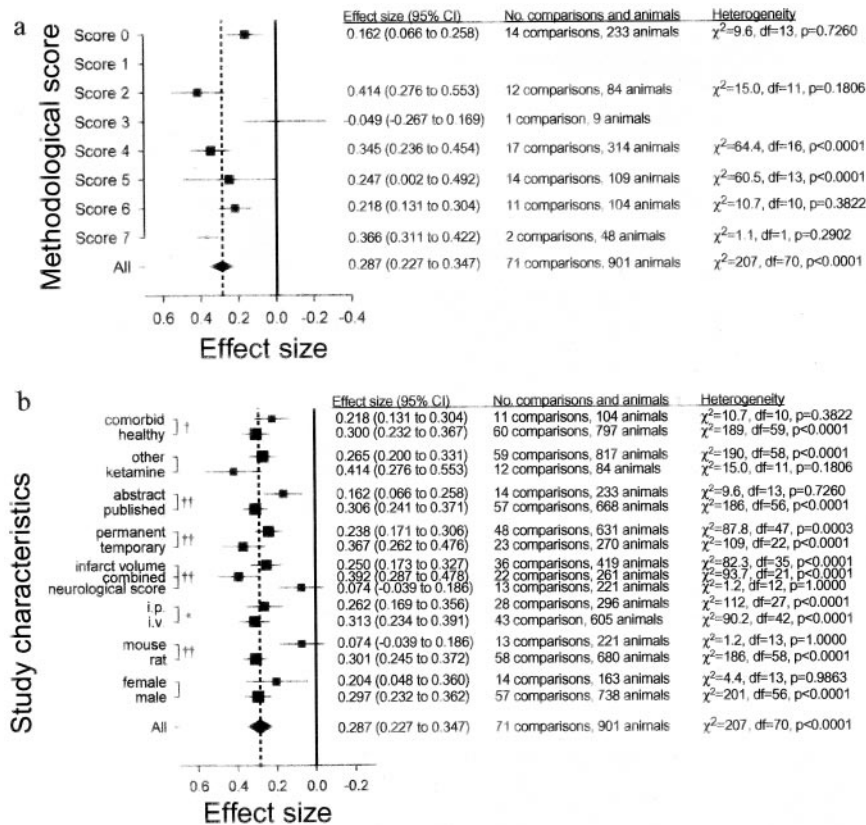 a
Methodological score
Effect size (95% CI) No. comparisons and animals Heterogeneity
Score 0 0.162 (0.066 to 0.258) 14 comparisons, 233 animals χ²=9.6, df=13, p=0.7260
Score 1
Score 2 0.414 (0.276 to 0.553) 12 comparisons, 84 animals χ²=15.0, df=11, p=0.1806
Score 3 -0.049 (-0.267 to 0.169) 1 comparison, 9 animals
Score 4 0.345 (0.236 to 0.454) 17 comparisons, 314 animals χ²=64.4, df=16, p<0.0001
Score 5 0.247 (0.002 to 0.492) 14 comparisons, 109 animals χ²=60.5, df=13, p<0.0001
Score 6 0.218 (0.131 to 0.304) 11 comparisons, 104 animals χ²=10.7, df=10, p=0.3822
Score 7 0.366 (0.311 to 0.422) 2 comparisons, 48 animals χ²=1.1, df=1, p=0.2902
All 0.287 (0.227 to 0.347) 71 comparisons, 901 animals χ²=207, df=70, p<0.0001
0.6 0.4 0.2 0.0 -0.2 -0.4
Effect size
b
Study characteristics
Effect size (95% CI) No. comparisons and animals Heterogeneity
comorbid 0.218 (0.131 to 0.304) 11 comparisons, 104 animals χ²=10.7, df=10, p=0.3822
healthy † 0.300 (0.232 to 0.367) 60 comparisons, 797 animals χ²=189, df=59, p<0.0001
other 0.265 (0.200 to 0.331) 59 comparisons, 817 animals χ²=190, df=58, p<0.0001
ketamine 0.414 (0.276 to 0.553) 12 comparisons, 84 animals χ²=15.0, df=11, p=0.1806
abstract 0.162 (0.066 to 0.258) 14 comparisons, 233 animals χ²=9.6, df=13, p=0.7260
published †† 0.306 (0.241 to 0.371) 57 comparisons, 668 animals χ²=186, df=56, p<0.0001
permanent 0.238 (0.171 to 0.306) 48 comparisons, 631 animals χ²=87.8, df=47, p=0.0003
temporary †† 0.367 (0.262 to 0.476) 23 comparisons, 270 animals χ²=109, df=22, p<0.0001
infarct volume 0.250 (0.173 to 0.327) 36 comparisons, 419 animals χ²=82.3, df=35, p<0.0001
combined †† 0.392 (0.287 to 0.478) 22 comparisons, 261 animals χ²=93.7, df=21, p<0.0001
neurological score 0.074 (-0.039 to 0.186) 13 comparisons, 221 animals χ²=1.2, df=12, p=1.0000
i.p. 0.262 (0.169 to 0.356) 28 comparisons, 296 animals χ²=112, df=27, p<0.0001
i.v * 0.313 (0.234 to 0.391) 43 comparison, 605 animals χ²=90.2, df=42, p<0.0001
mouse 0.074 (-0.039 to 0.186) 13 comparisons, 221 animals χ²=1.2, df=13, p=1.0000
rat †† 0.301 (0.245 to 0.372) 58 comparisons, 680 animals χ²=186, df=58, p<0.0001
female 0.204 (0.048 to 0.360) 14 comparisons, 163 animals χ²=4.4, df=13, p=0.9863
male 0.297 (0.232 to 0.362) 57 comparisons, 738 animals χ²=201, df=56, p<0.0001
All 0.287 (0.227 to 0.347) 71 comparisons, 901 animals χ²=207, df=70, p<0.0001
0.6 0.4 0.2 0.0 -0.2
Effect size